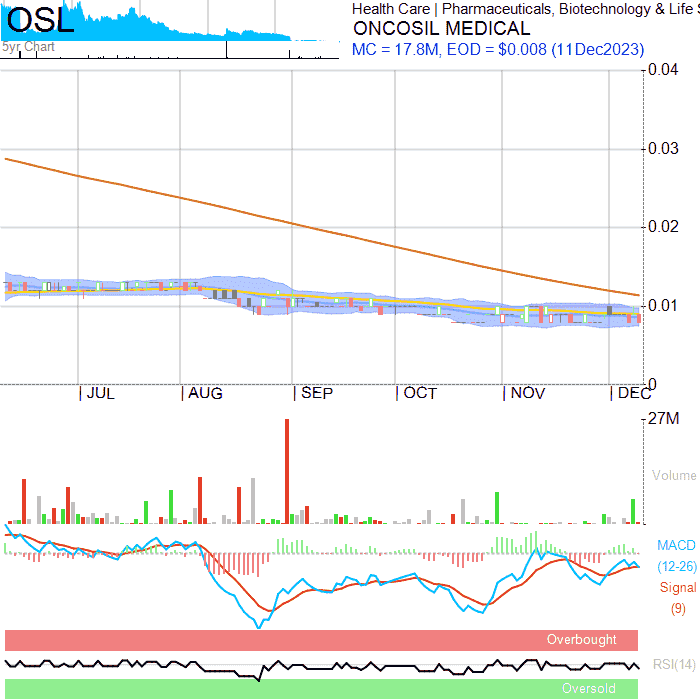 OSL
5yr Chart
Health Care | Pharmaceuticals, Biotechnology & Life S
ONCOSIL MEDICAL
MC = 17.8M, EOD = $0.008 (11Dec2023)
0.04
0.03
0.02
0.01
0
JUL AUG SEP OCT NOV DEC
27M
Volume
MACD
(12-26)
Signal
(9)
Overbought
RSI(14)
Oversold